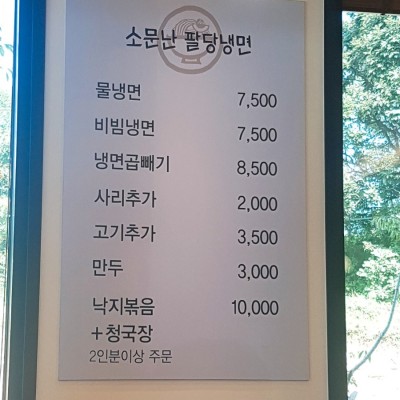 소문난 팔당냉면
물냉면 7,500
비빔냉면 7,500
냉면곱빼기 8,500
사리추가 2,000
고기추가 3,500
만두 3,000
낙지볶음 10,000
+청국장
2인분이상 주문